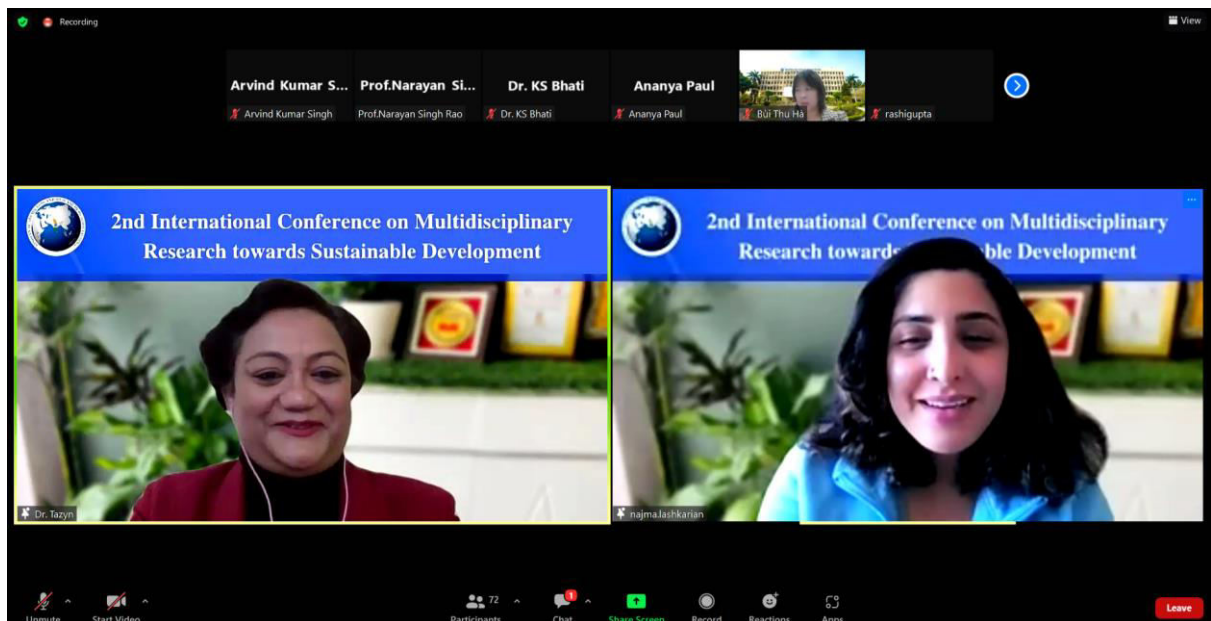 Recording
View
Arvind Kumar S...
Prof.Narayan Si...
Dr. KS Bhati
Ananya Paul
Arvind Kumar Singh
Prof.Narayan Singh Rao
Dr. KS Bhati
Ananya Paul
Bùi Thu Hà
rashigupta
2nd International Conference on Multidisciplinary
Research towards Sustainable Development
2nd International Conference on Multidisciplinary
Research towards ble Development
Dr. Tazyn
najma.lashkarian
72
1
Unmute
Start Video
Participants
Chat
Share Screen
Record
Reactions
Apps
Leave